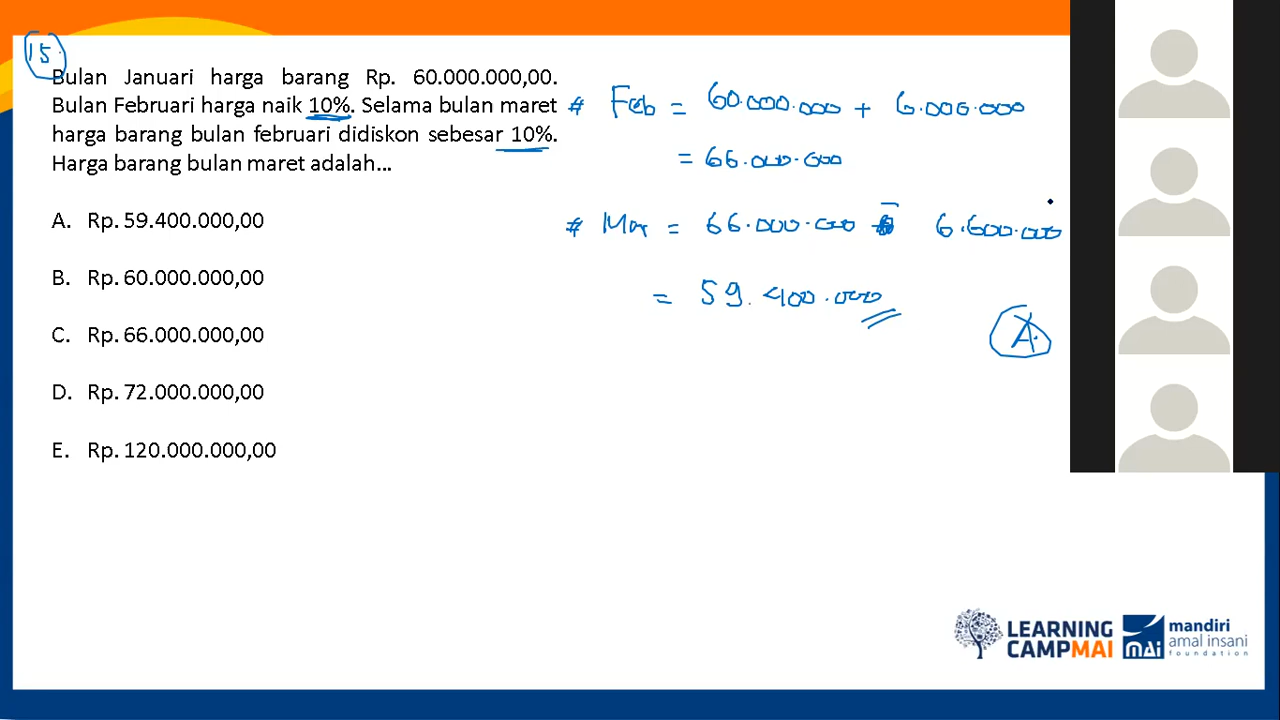 15
Bulan Januari harga barang Rp. 60.000.000,00.
Bulan Februari harga naik 10%. Selama bulan maret
harga barang bulan februari didiskon sebesar 10%.
Harga barang bulan maret adalah...
A. Rp. 59.400.000,00
B. Rp. 60.000.000,00
C. Rp. 66.000.000,00
D. Rp. 72.000.000,00
E. Rp. 120.000.000,00
# Feb = 60.000.000 + 6.000.000
= 66.000.000
# Mar = 66.000.000 - 6.600.000
= 59.400.000
A.
LEARNING
CAMPMAI
MAI
mandiri
amal insani
foundation